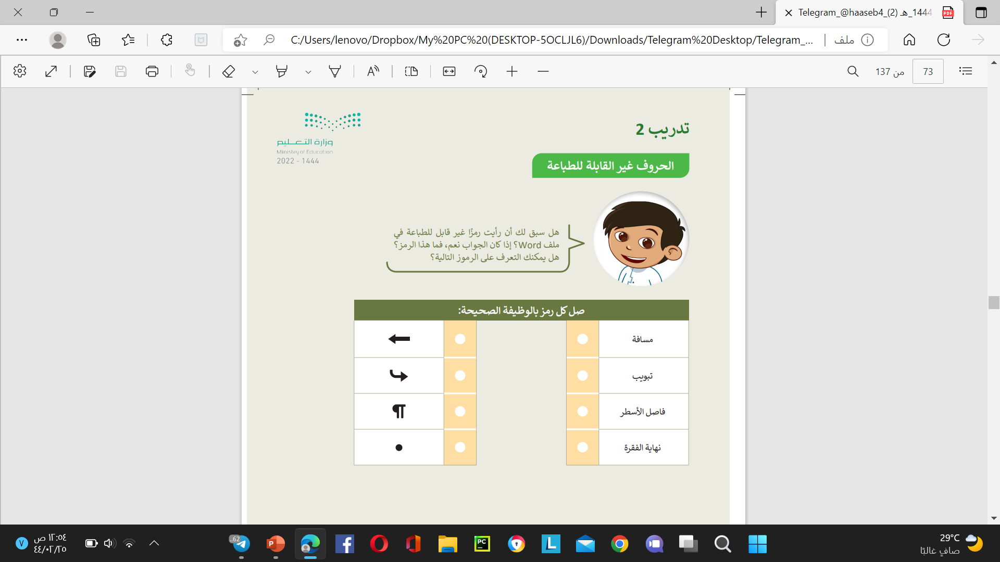 Telegram_@haaseb4_(2) هـ_1444
C:/Users/lenovo/Dropbox/My%20PC%20(DESKTOP-5OCLJL6)/Downloads/Telegram%20Desktop/Telegram_...
ملف
73
من 137
وزارة التعليم
Ministry of Education
2022 - 1444
تدريب 2
الحروف غير القابلة للطباعة
هل سبق لك أن رأيت رمزًا غير قابل للطباعة في
ملف Word؟ إذا كان الجواب نعم، فما هذا الرمز؟
هل يمكنك التعرف على الرموز التالية؟
صل كل رمز بالوظيفة الصحيحة:
مسافة
تبويب
فاصل الأسطر
¶
نهاية الفقرة
29°C
صافٍ غالبًا
١٢:٥٤ ص
٤٤/٠٢/٢٥